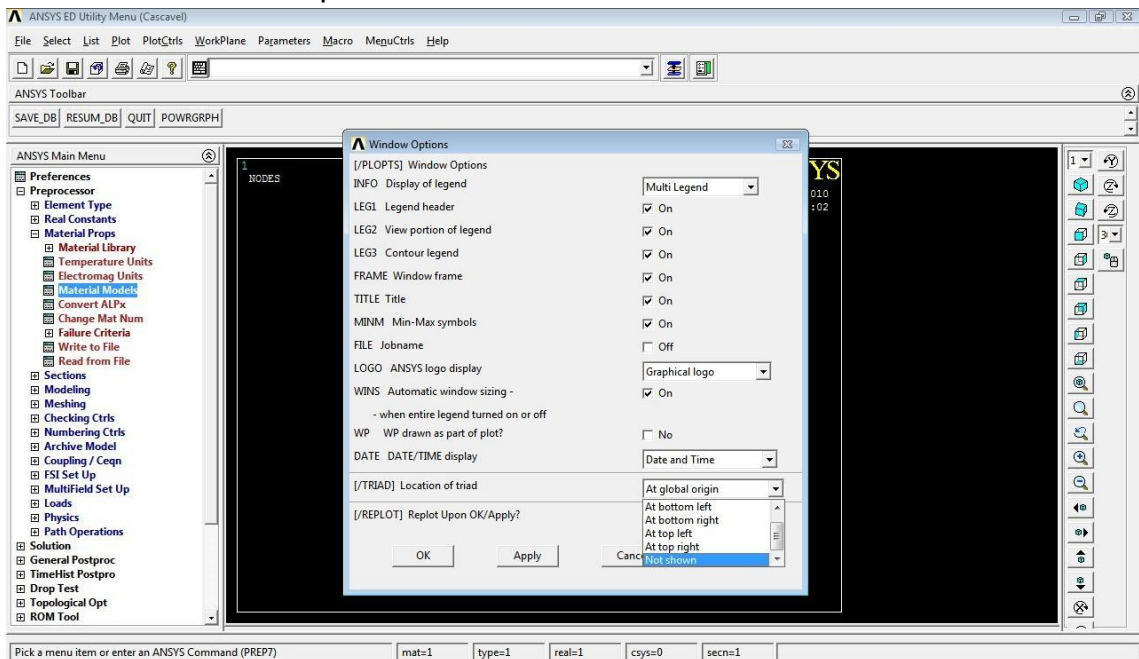 ANSYS ED Utility Menu (Cascavel)
File Select List Plot PlotCtrls WorkPlane Parameters Macro MenuCtrls Help
ANSYS Toolbar
SAVE_DB RESUM_DB QUIT POWRGRPH
ANSYS Main Menu
Preferences
Preprocessor
Element Type
Real Constants
Material Props
Material Library
Temperature Units
Electromag Units
Material Models
Convert ALPx
Change Mat Num
Failure Criteria
Write to File
Read from File
Sections
Modeling
Meshing
Checking Ctrls
Numbering Ctrls
Archive Model
Coupling / Ceqn
FSI Set Up
MultiField Set Up
Loads
Physics
Path Operations
Solution
General Postproc
TimeHist Postpro
Drop Test
Topological Opt
ROM Tool
1
NODES
YS
010
:02
Window Options
[/PLOPTS] Window Options
INFO Display of legend Multi Legend
LEG1 Legend header On
LEG2 View portion of legend On
LEG3 Contour legend On
FRAME Window frame On
TITLE Title On
MINM Min-Max symbols On
FILE Jobname Off
LOGO ANSYS logo display Graphical logo
WINS Automatic window sizing - On
- when entire legend turned on or off
WP WP drawn as part of plot? No
DATE DATE/TIME display Date and Time
[/TRIAD] Location of triad At global origin
At bottom left
[/REPLOT] Replot Upon OK/Apply?
At bottom right
At top left
At top right
Not shown
OK Apply Canc
1
Pick a menu item or enter an ANSYS Command (PREP7) mat=1 type=1 real=1 csys=0 secn=1